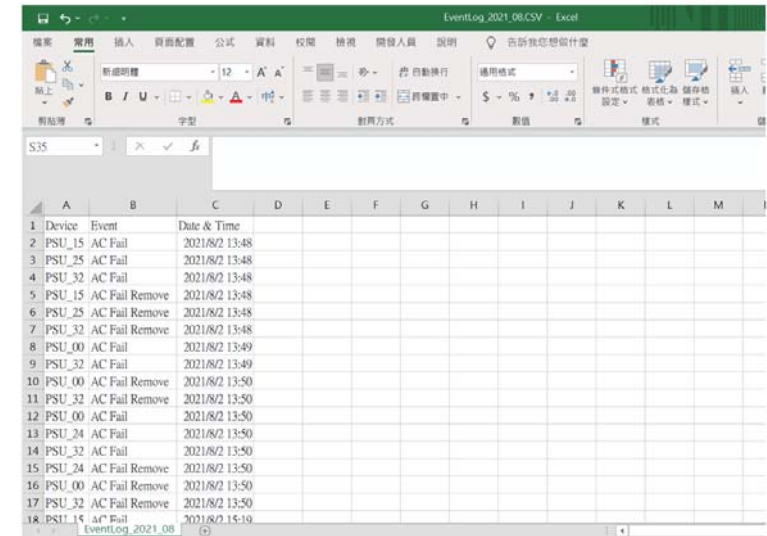 EventLog_2021_08.CSV - Excel
檔案 常用 插入 頁面配置 公式 資料 校閱 檢視 開發人員 說明 告訴我您想做什麼
新細明體 12 A A 自動換行 通用格式
貼上 B I U A 跨欄置中 $ % 條件式格式設定 格式化為表格 儲存格樣式 插入
剪貼簿 字型 對齊方式 數值 樣式
S35 fx
A B C D E F G H I J K L M
1 Device Event Date & Time
2 PSU_15 AC Fail 2021/8/2 13:48
3 PSU_25 AC Fail 2021/8/2 13:48
4 PSU_32 AC Fail 2021/8/2 13:48
5 PSU_15 AC Fail Remove 2021/8/2 13:48
6 PSU_25 AC Fail Remove 2021/8/2 13:48
7 PSU_32 AC Fail Remove 2021/8/2 13:48
8 PSU_00 AC Fail 2021/8/2 13:49
9 PSU_32 AC Fail 2021/8/2 13:49
10 PSU_00 AC Fail Remove 2021/8/2 13:50
11 PSU_32 AC Fail Remove 2021/8/2 13:50
12 PSU_00 AC Fail 2021/8/2 13:50
13 PSU_24 AC Fail 2021/8/2 13:50
14 PSU_32 AC Fail 2021/8/2 13:50
15 PSU_24 AC Fail Remove 2021/8/2 13:50
16 PSU_00 AC Fail Remove 2021/8/2 13:50
17 PSU_32 AC Fail Remove 2021/8/2 13:50
18 PSU_15 AC Fail 2021/8/2 15:19
EventLog_2021_08